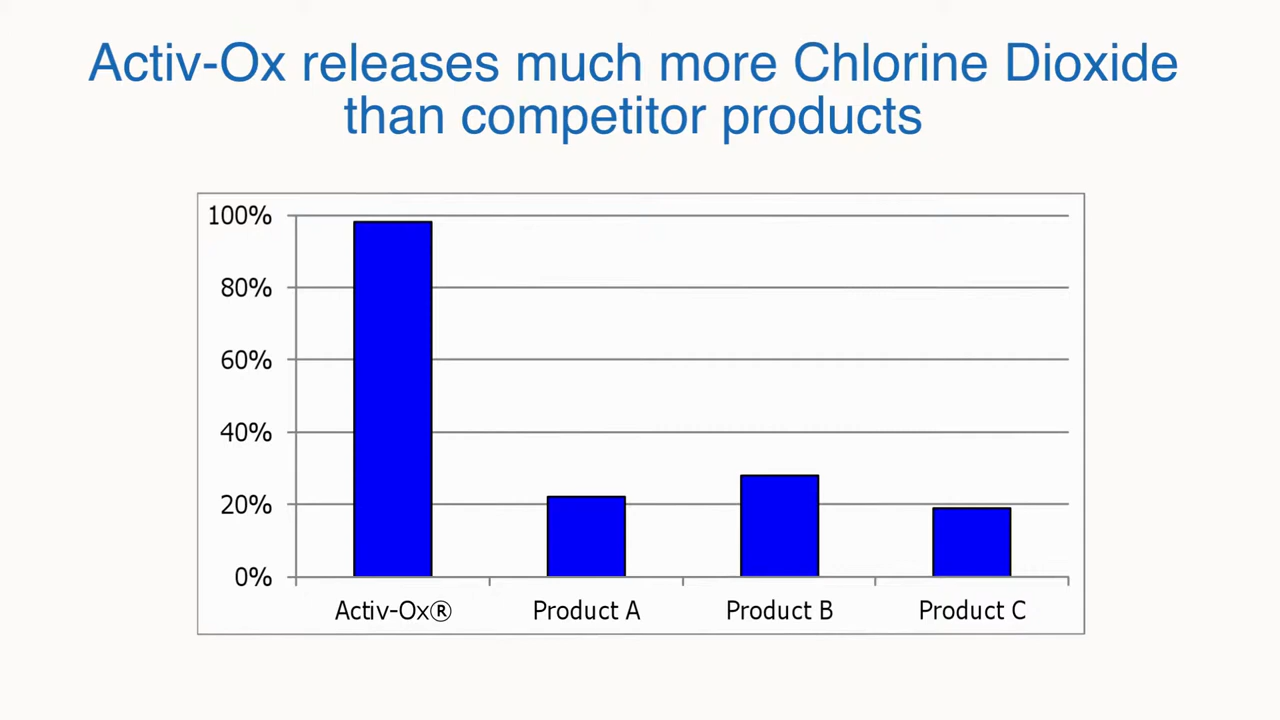 Activ-Ox releases much more Chlorine Dioxide
than competitor products
100%
80%
60%
40%
20%
0%
Activ-Ox® Product A Product B Product C